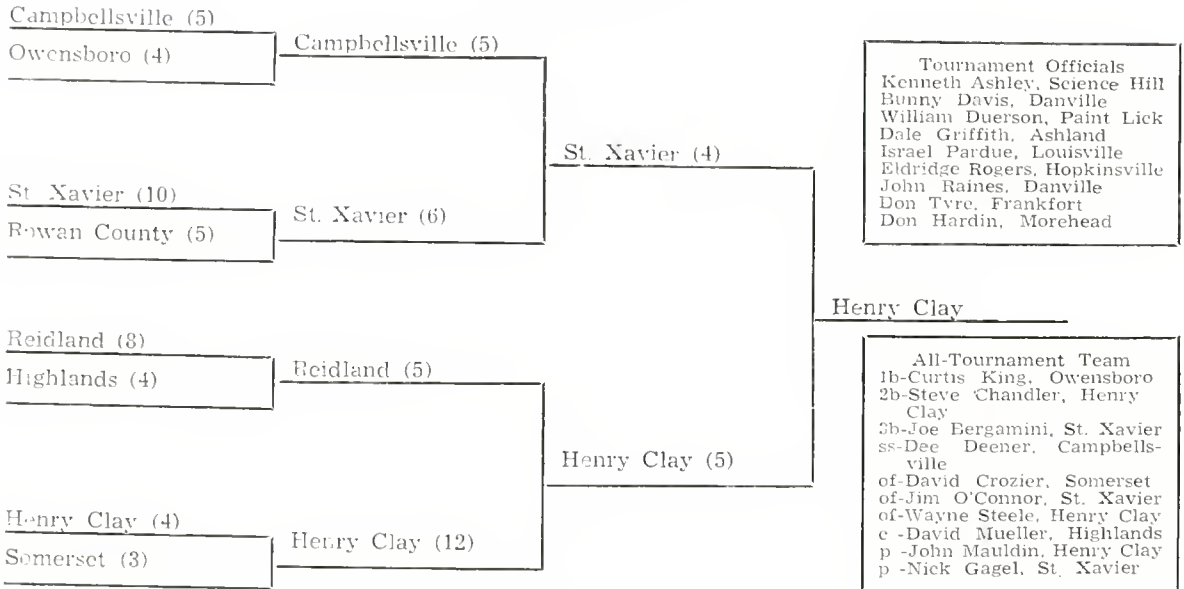 Campbellsville (5)
Owensboro (4)
Campbellsville (5)
St. Xavier (4)
St Xavier (10)
Rowan County (5)
St. Xavier (6)
Henry Clay
Reidland (8)
Highlands (4)
Reidland (5)
Henry Clay (5)
Henry Clay (4)
Somerset (3)
Henry Clay (12)
Tournament Officials
Kenneth Ashley, Science Hill
Bunny Davis, Danville
William Duerson, Paint Lick
Dale Griffith, Ashland
Israel Pardue, Louisville
Eldridge Rogers, Hopkinsville
John Raines, Danville
Don Tyre, Frankfort
Don Hardin, Morehead
All-Tournament Team
1b-Curtis King, Owensboro
2b-Steve Chandler, Henry
Clay
3b-Joe Bergamini, St. Xavier
ss-Dee Deener, Campbells-
ville
of-David Crozier, Somerset
of-Jim O'Connor, St. Xavier
of-Wayne Steele, Henry Clay
c -David Mueller, Highlands
p -John Mauldin, Henry Clay
p -Nick Gagel, St. Xavier